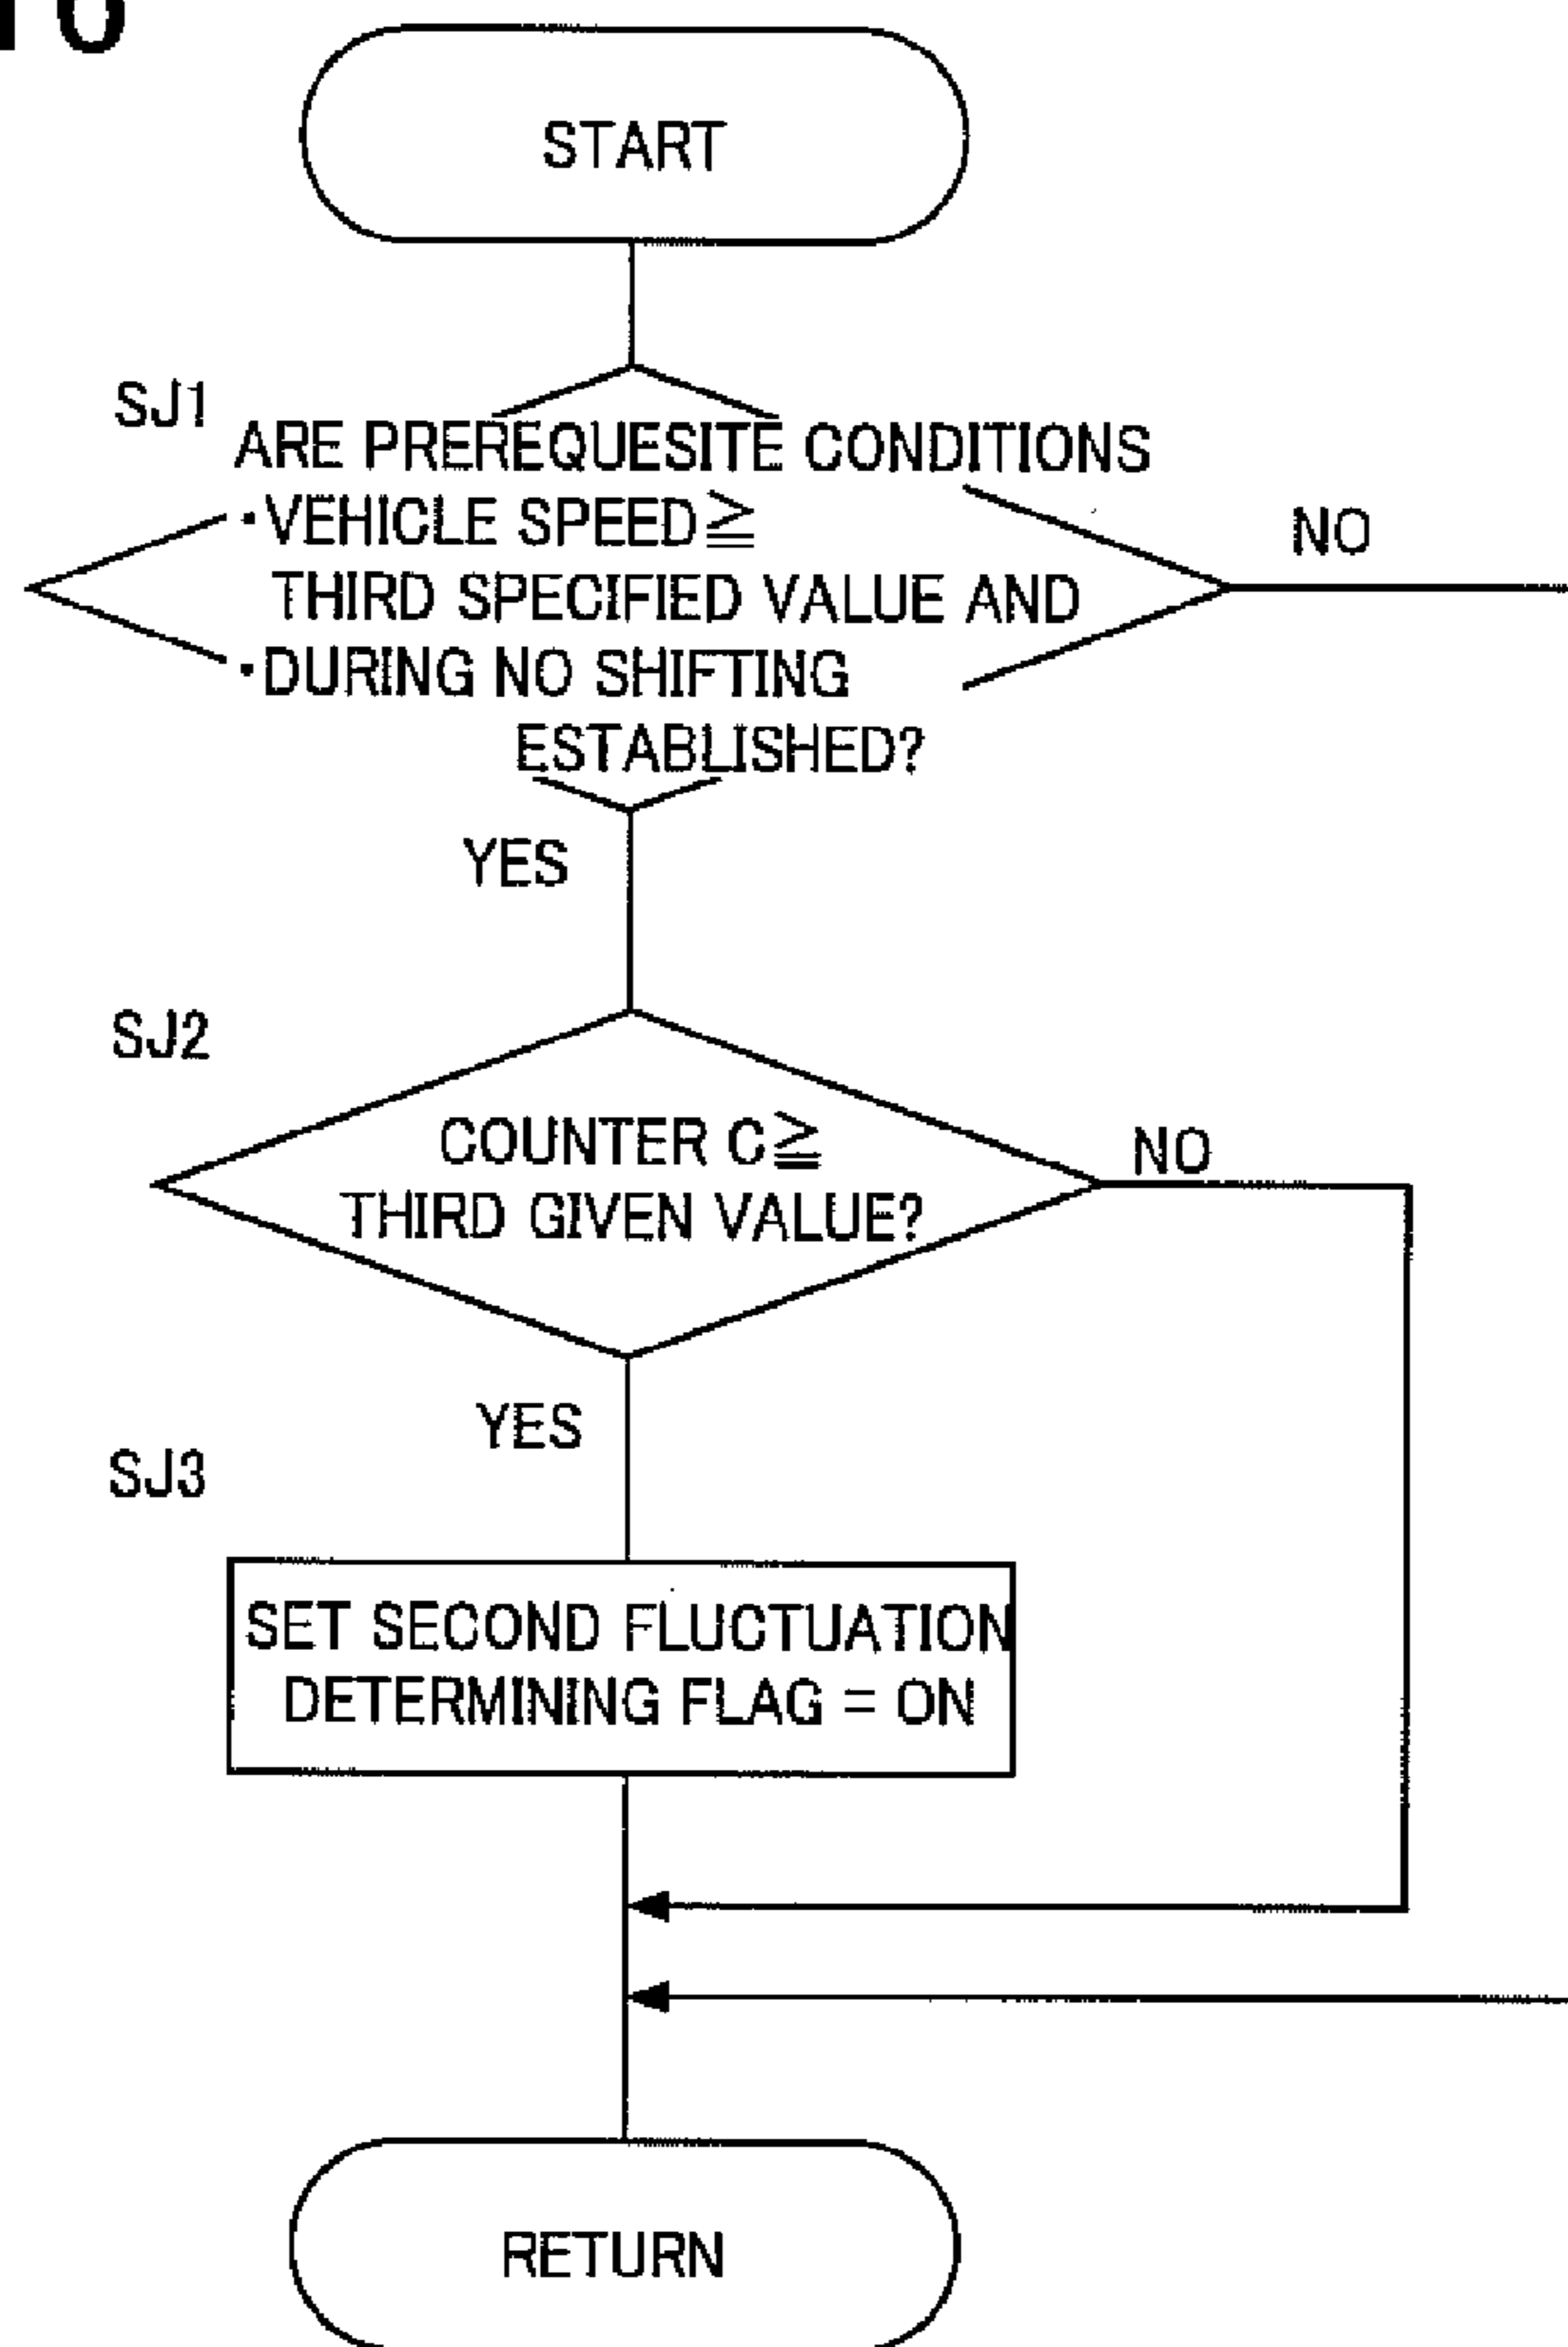 START
SJ1
ARE PREREQUESITE CONDITIONS
・VEHICLE SPEED≧
THIRD SPECIFIED VALUE AND
・DURING NO SHIFTING
ESTABLISHED?
NO
YES
SJ2
COUNTER C≧
THIRD GIVEN VALUE?
NO
YES
SJ3
SET SECOND FLUCTUATION
DETERMINING FLAG = ON
RETURN